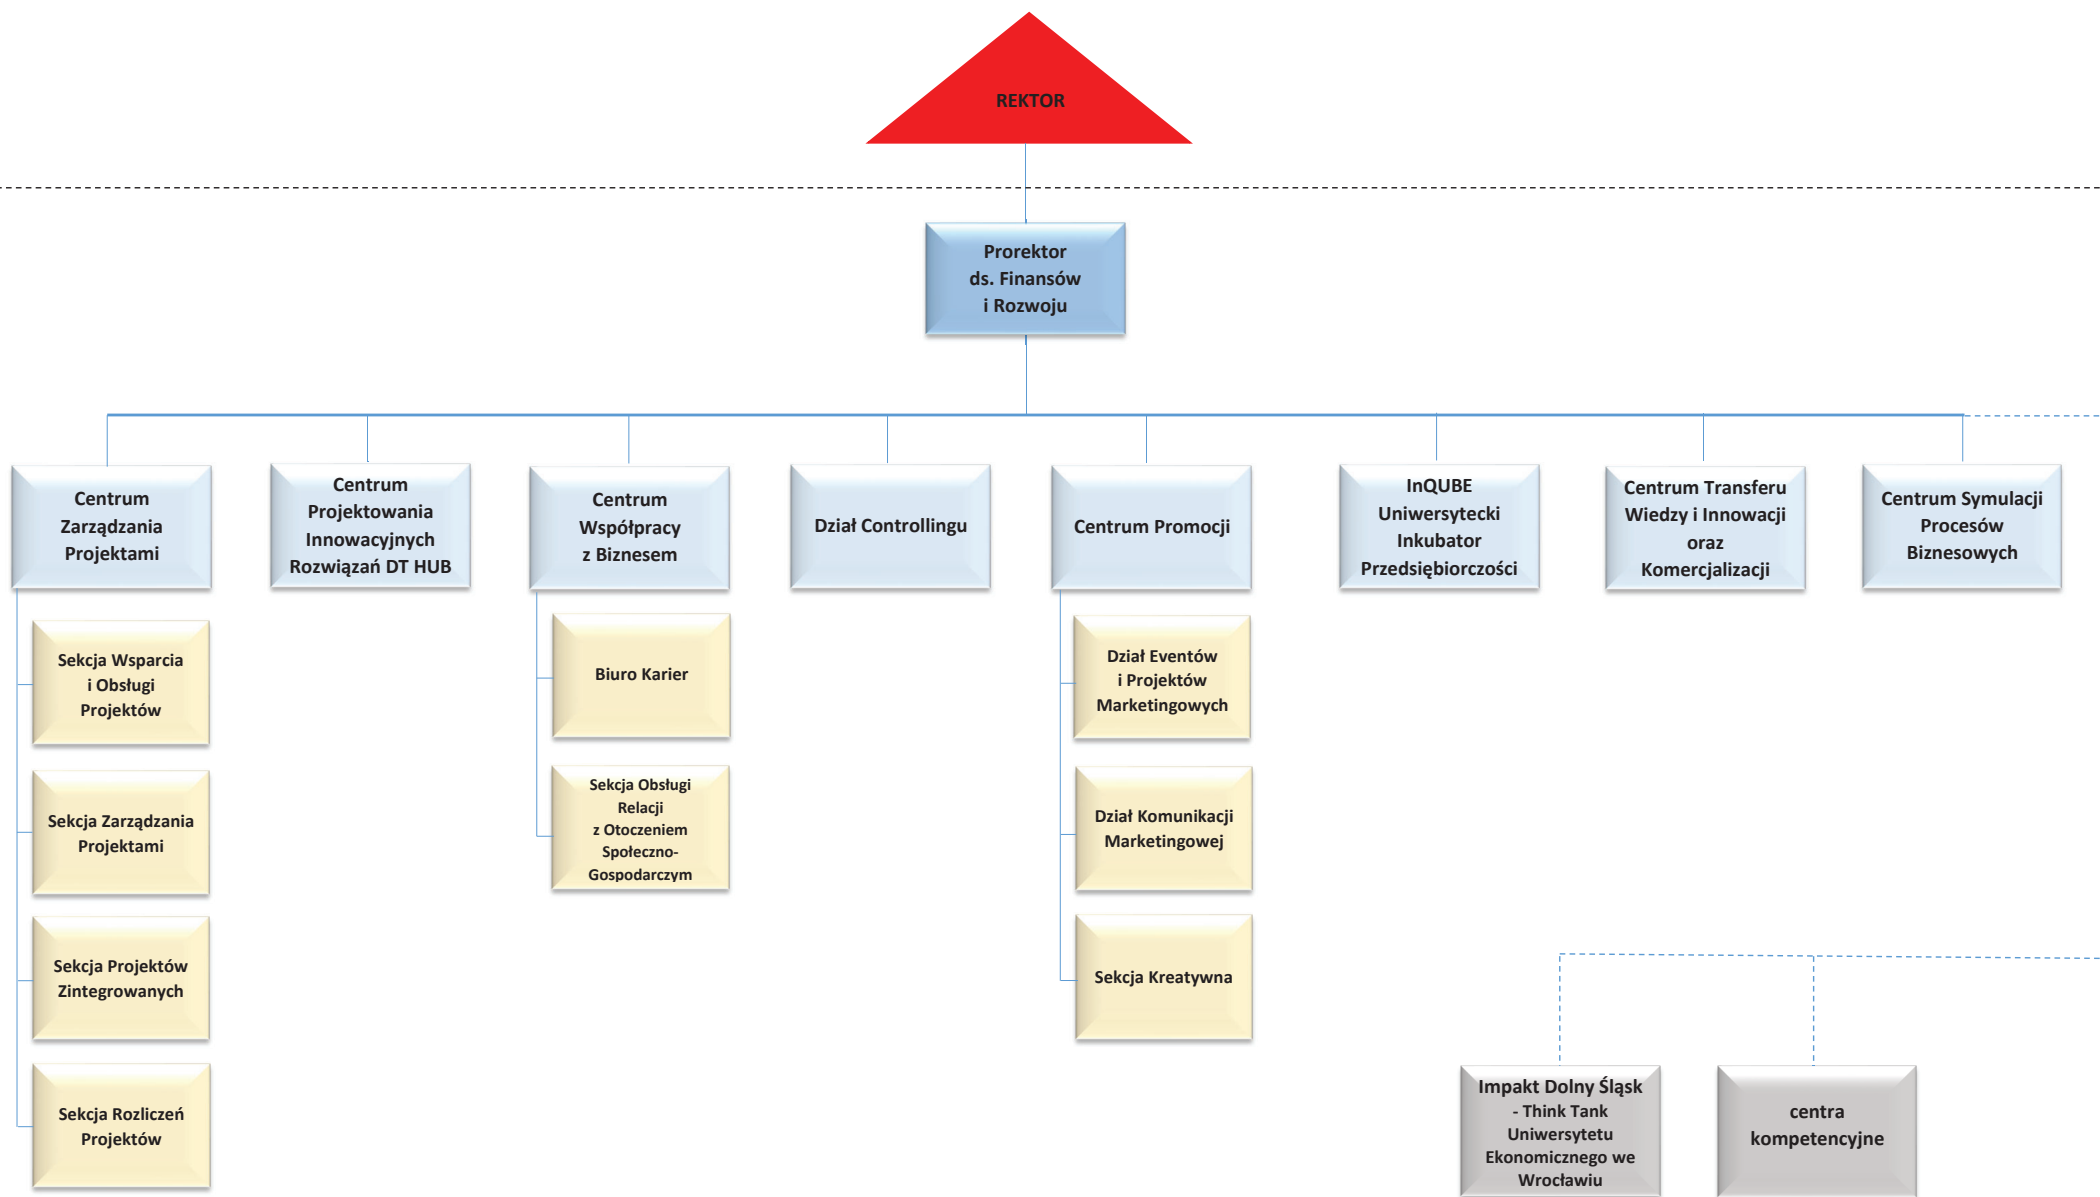 REKTOR
Prorektor
ds. Finansów
i Rozwoju
Centrum
Zarządzania
Projektami
Centrum
Projektowania
Innowacyjnych
Rozwiązań DT HUB
Centrum
Współpracy
z Biznesem
Dział Controllingu
Centrum Promocji
InQUBE
Uniwersytecki
Inkubator
Przedsiębiorczości
Centrum Transferu
Wiedzy i Innowacji
oraz
Komercjalizacji
Centrum Symulacji
Procesów
Biznesowych
Sekcja Wsparcia
i Obsługi
Projektów
Sekcja Zarządzania
Projektami
Sekcja Projektów
Zintegrowanych
Sekcja Rozliczeń
Projektów
Biuro Karier
Sekcja Obsługi
Relacji
z Otoczeniem
Społeczno-
Gospodarczym
Dział Eventów
i Projektów
Marketingowych
Dział Komunikacji
Marketingowej
Sekcja Kreatywna
Impakt Dolny Śląsk
- Think Tank
Uniwersytetu
Ekonomicznego we
Wrocławiu
centra
kompetencyjne